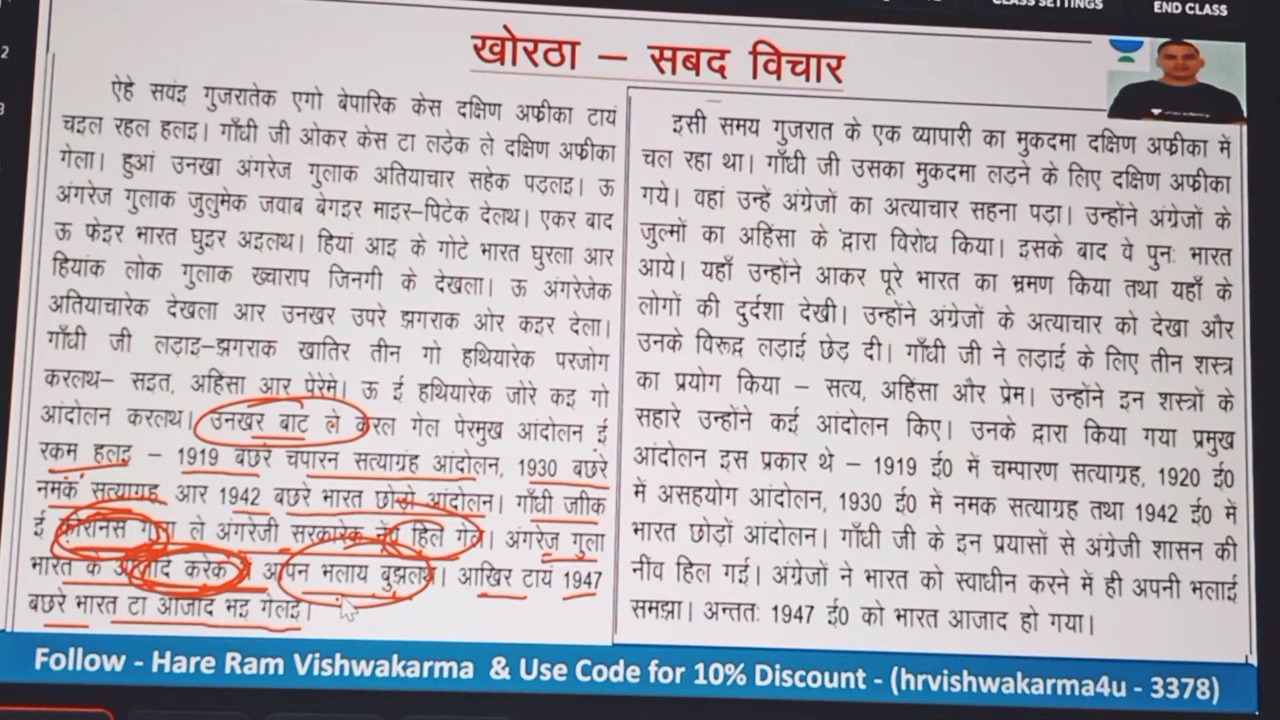 CLASS SETTINGS
END CLASS
खोरठा – सबद विचार
ऐहे सवंइ गुजरातेक एगो बेपारिक केस दक्षिण अफ्रीका टायं
चइल रहल हलइ। गाँधी जी ओकर केस टा लड़ेक ले दक्षिण अफ्रीका
गेला। हुआं उनखा अंगरेज गुलाक अतियाचार सहेक पड़लइ। ऊ
अंगरेज गुलाक जुलुमेक जवाब बेगइर माइर–पिटेक देलथ। एकर बाद
ऊ फेइर भारत घुइर अइलथ। हियां आइ के गोटे भारत घुरला आर
हियांक लोक गुलाक ख्चाराप जिनगी के देखला। ऊ अंगरेजेक
अतियाचारेक देखला आर उनखर उपरे झगराक ओर कइर देला।
गाँधी जी लड़ाइ–झगराक खातिर तीन गो हथियारेक परजोग
करलथ– सइत, अहिंसा आर पेरेम। ऊ ई हथियारेक जोरे कइ गो
आंदोलन करलथ। उनखर बाट ले करल गेल पेरमुख आंदोलन ई
रकम हलइ – 1919 बछरे चंपारन सत्याग्रह आंदोलन, 1930 बछरे
नमक सत्याग्रह आर 1942 बछरे भारत छोड़ो आंदोलन। गाँधी जीक
ई ले अंगरेजी सरकारेक नेंव हिल गेल। अंगरेज गुला
भारत के करेक अपन भलाय बुझलथ। आखिर टायं 1947
बछरे भारत टा आजाद भइ गेलइ।
इसी समय गुजरात के एक व्यापारी का मुकदमा दक्षिण अफ्रीका में
चल रहा था। गाँधी जी उसका मुकदमा लड़ने के लिए दक्षिण अफ्रीका
गये। वहां उन्हें अंग्रेजों का अत्याचार सहना पड़ा। उन्होंने अंग्रेजों के
जुल्मों का अहिंसा के द्वारा विरोध किया। इसके बाद वे पुनः भारत
आये। यहाँ उन्होंने आकर पूरे भारत का भ्रमण किया तथा यहाँ के
लोगों की दुर्दशा देखी। उन्होंने अंग्रेजों के अत्याचार को देखा और
उनके विरूद्व लड़ाई छेड़ दी। गाँधी जी ने लड़ाई के लिए तीन शस्त्र
का प्रयोग किया – सत्य, अहिंसा और प्रेम। उन्होंने इन शस्त्रों के
सहारे उन्होंने कई आंदोलन किए। उनके द्वारा किया गया प्रमुख
आंदोलन इस प्रकार थे – 1919 ई0 में चम्पारण सत्याग्रह, 1920 ई0
में असहयोग आंदोलन, 1930 ई0 में नमक सत्याग्रह तथा 1942 ई0 में
भारत छोड़ों आंदोलन। गाँधी जी के इन प्रयासों से अंग्रेजी शासन की
नींव हिल गई। अंग्रेजों ने भारत को स्वाधीन करने में ही अपनी भलाई
समझा। अन्ततः 1947 ई0 को भारत आजाद हो गया।
Follow - Hare Ram Vishwakarma & Use Code for 10% Discount - (hrvishwakarma4u - 3378)